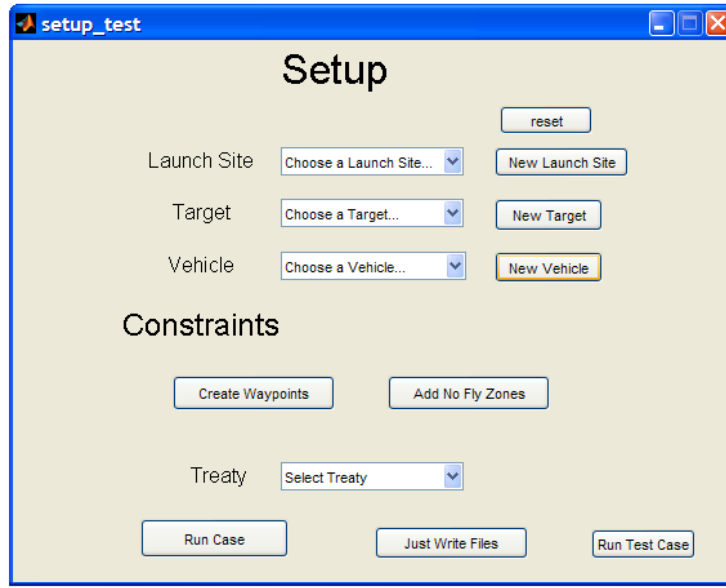 setup_test
Setup
reset
Launch Site Choose a Launch Site... New Launch Site
Target Choose a Target... New Target
Vehicle Choose a Vehicle... New Vehicle
Constraints
Create Waypoints Add No Fly Zones
Treaty Select Treaty
Run Case Just Write Files Run Test Case